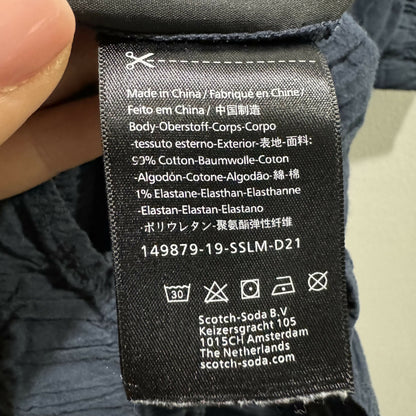 Made in China / Fabriqué en Chine /
Feito em China / 中国制造
Body-Oberstoff-Corps-Corpo
-tessuto esterno-Exterior-表地-面料:
99% Cotton-Baumwolle-Coton
-Algodón-Cotone-Algodão-綿-棉
1% Elastane-Elasthan-Elasthanne
-Elastan-Elastan-Elastano
-ポリウレタン-聚氨酯弹性纤维
149879-19-SSLM-D21
30
Scotch-Soda B.V
Keizersgracht 105
1015CH Amsterdam
The Netherlands
scotch-soda.com